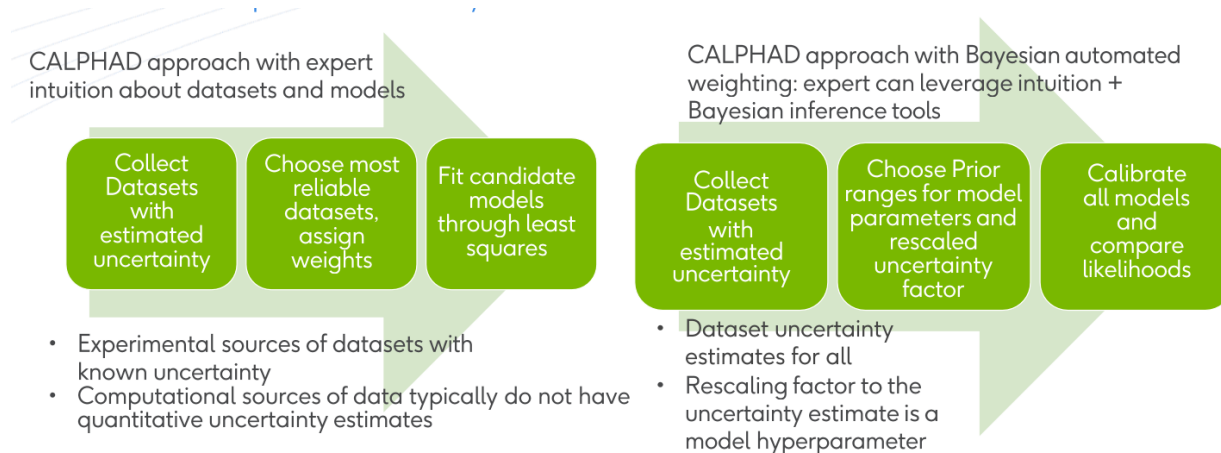 CALPHAD approach with expert
intuition about datasets and models
Collect
Datasets
with
estimated
uncertainty
Choose most
reliable
datasets,
assign
weights
Fit candidate
models
through least
squares
• Experimental sources of datasets with
known uncertainty
• Computational sources of data typically do not have
quantitative uncertainty estimates
CALPHAD approach with Bayesian automated
weighting: expert can leverage intuition +
Bayesian inference tools
Collect
Datasets
with
estimated
uncertainty
Choose Prior
ranges for model
parameters and
rescaled
uncertainty
factor
Calibrate
all models
and
compare
likelihoods
• Dataset uncertainty
estimates for all
• Rescaling factor to the
uncertainty estimate is a
model hyperparameter